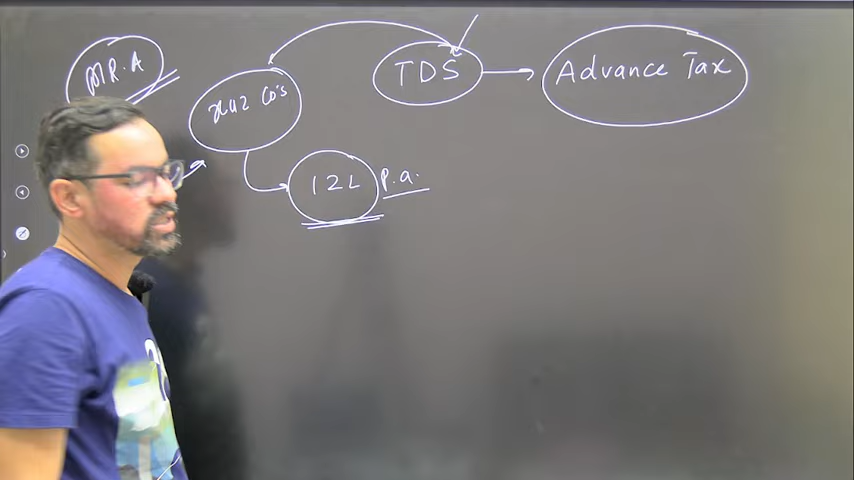 MR.A
XYZ Co's
TDS
Advance Tax
12L p.a.